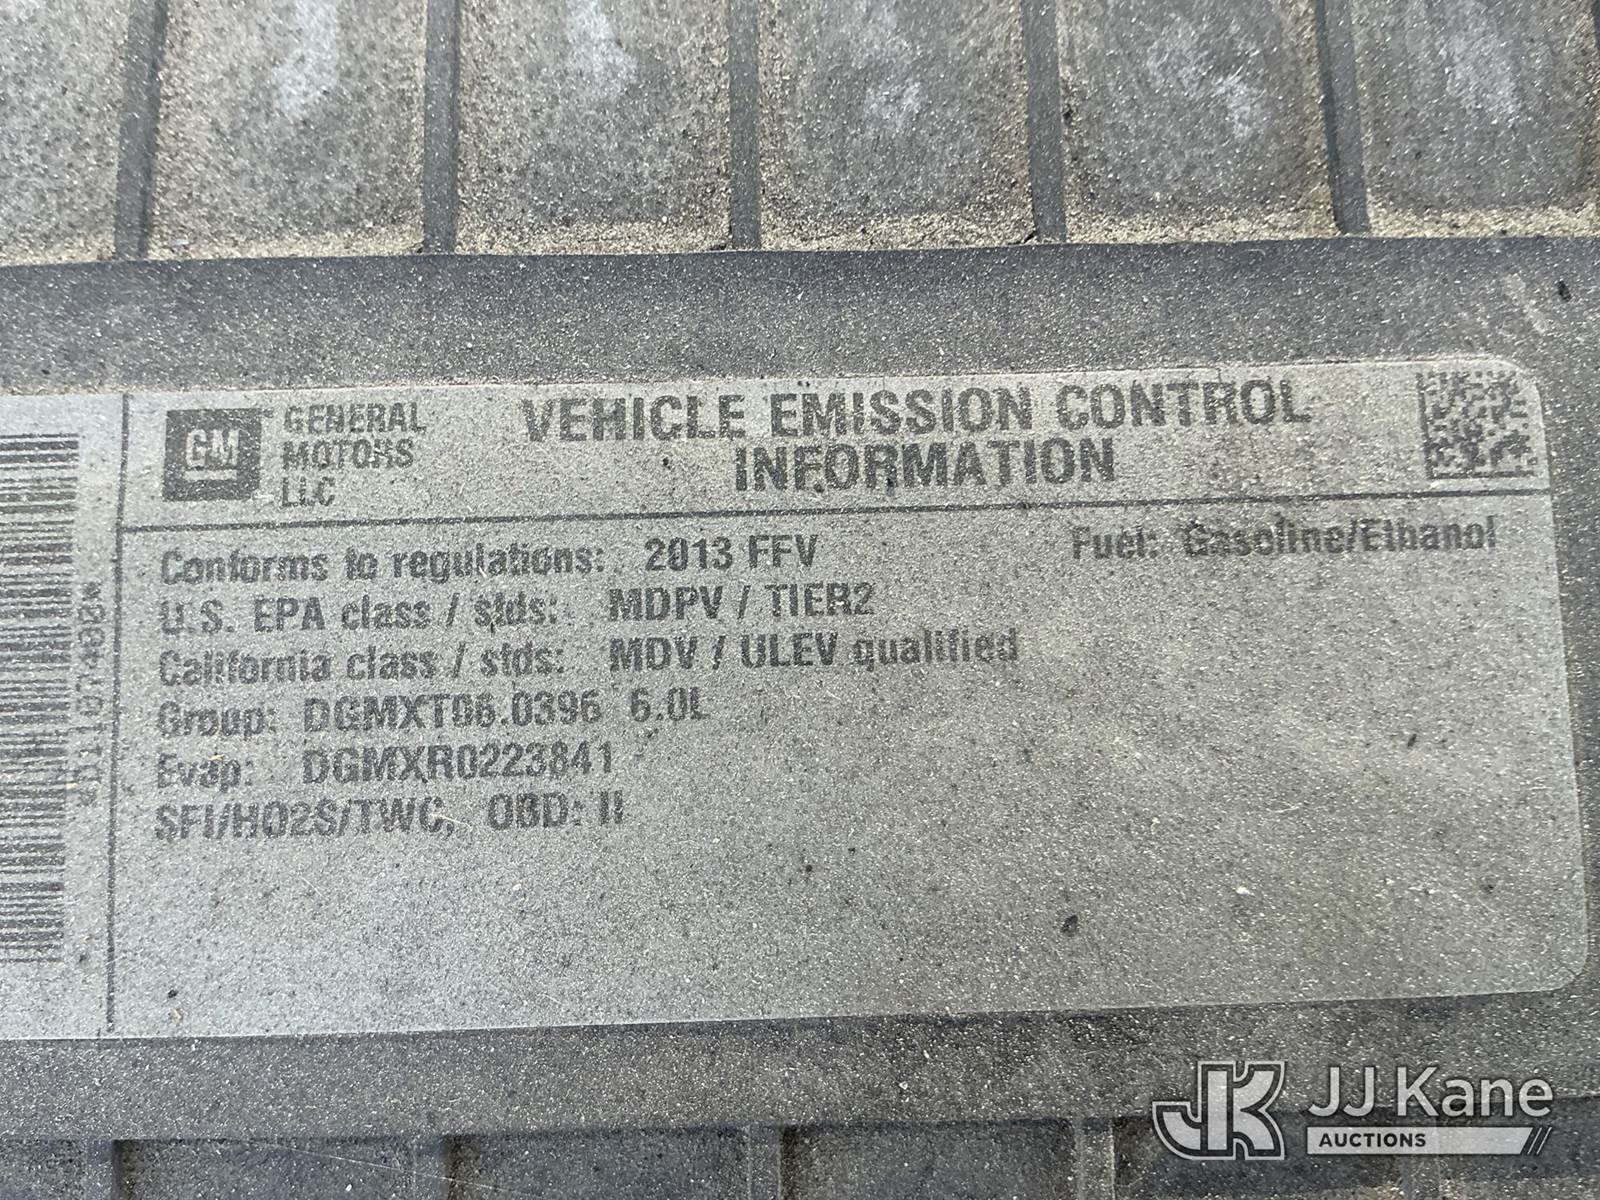 GM
GENERAL
MOTORS
LLC
VEHICLE EMISSION CONTROL
INFORMATION
Conforms to regulations: 2013 FFV
Fuel: Gasoline/Ethanol
U.S. EPA class / stds: MDPV / TIER2
California class / stds: MDV / ULEV qualified
Group: DGMXT06.0396 6.0L
Evap: DGMXR0223841
SFI/HO2S/TWC, OBD: II
JK JJ Kane
AUCTIONS